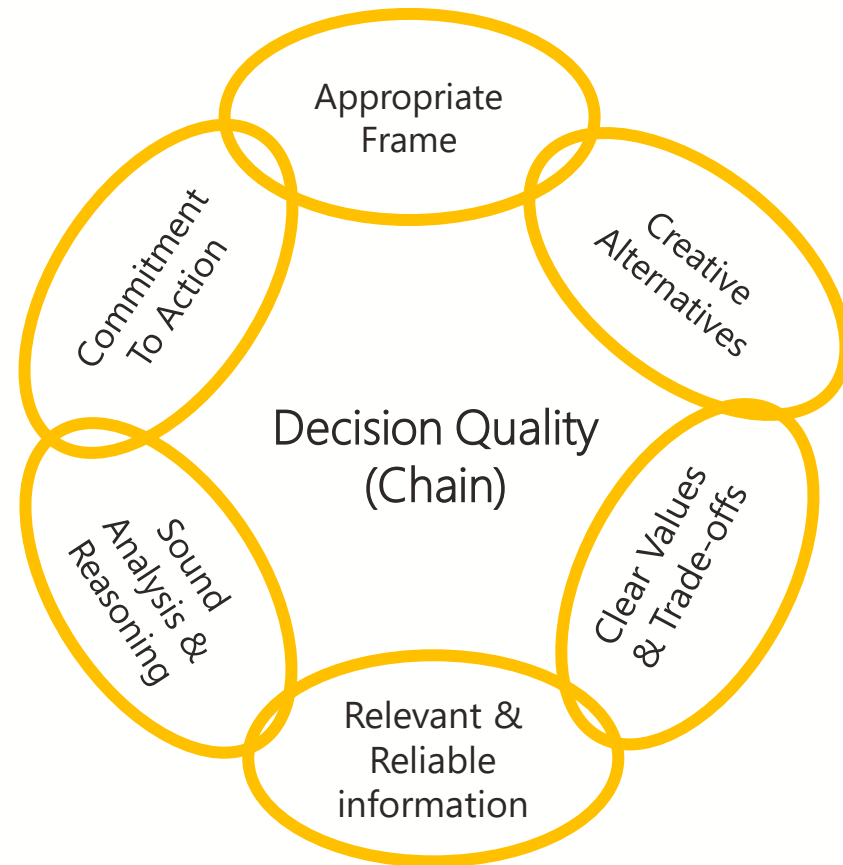 Appropriate
Frame
Creative
Alternatives
Clear Values
& Trade-offs
Relevant &
Reliable
information
Sound
Analysis &
Reasoning
Commitment
To Action
Decision Quality
(Chain)